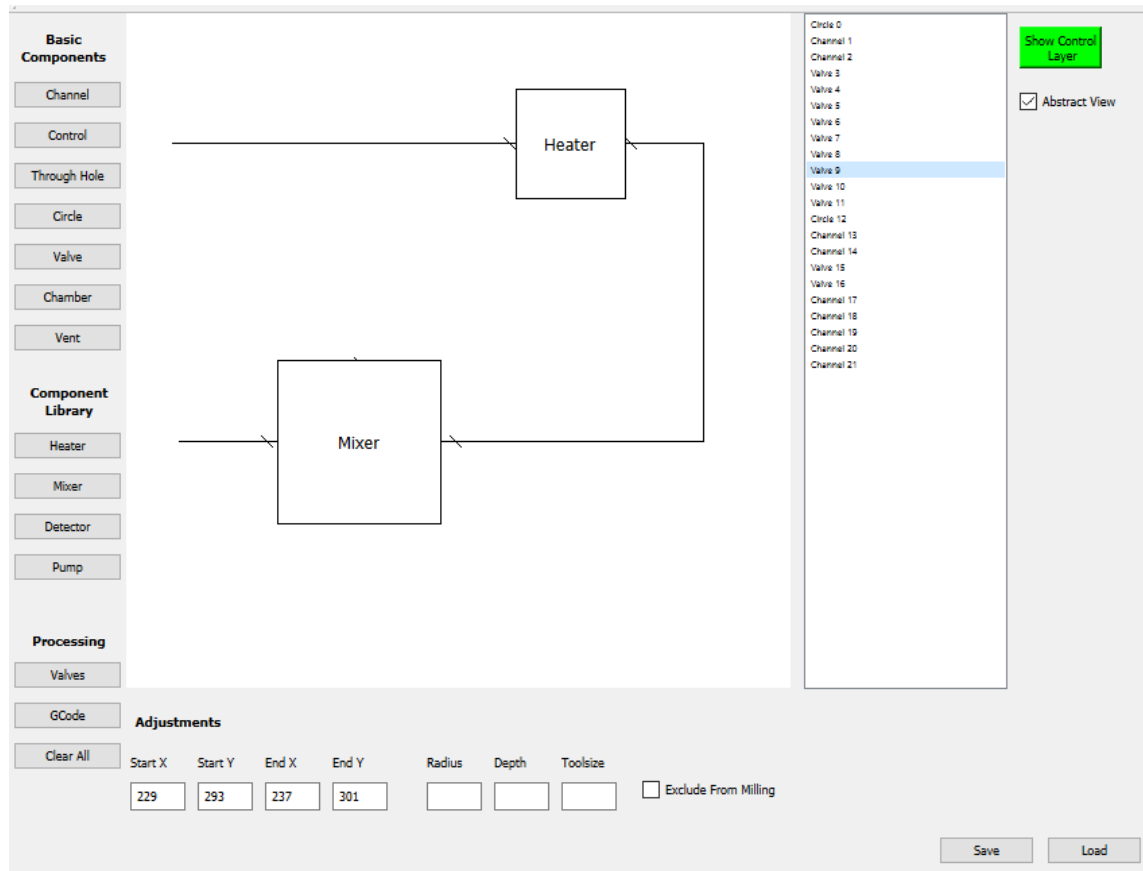 Basic
Components
Channel
Control
Through Hole
Circle
Valve
Chamber
Vent
Component
Library
Heater
Mixer
Detector
Pump
Processing
Valves
GCode
Clear All
Heater
Mixer
Circle 0
Channel 1
Channel 2
Valve 3
Valve 4
Valve 5
Valve 6
Valve 7
Valve 8
Valve 9
Valve 10
Valve 11
Circle 12
Channel 13
Channel 14
Valve 15
Valve 16
Channel 17
Channel 18
Channel 19
Channel 20
Channel 21
Show Control
Layer
Abstract View
Adjustments
Start X Start Y End X End Y Radius Depth Toolsize
229 293 237 301 Exclude From Milling
Save Load